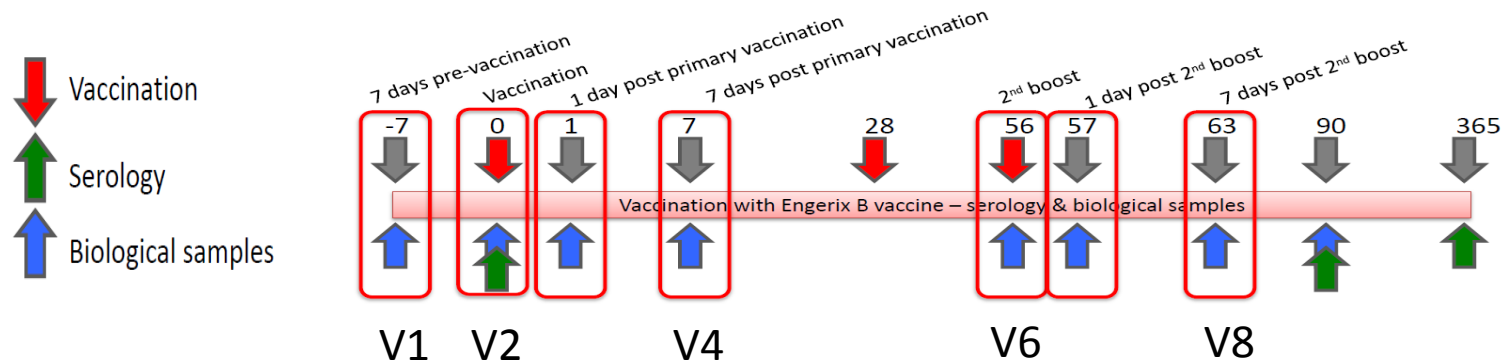 Vaccination
Serology
Biological samples
7 days pre-vaccination
Vaccination
1 day post primary vaccination
7 days post primary vaccination
2nd boost
1 day post 2nd boost
7 days post 2nd boost
-7 0 1 7 28 56 57 63 90 365
Vaccination with Engerix B vaccine – serology & biological samples
V1 V2 V4 V6 V8